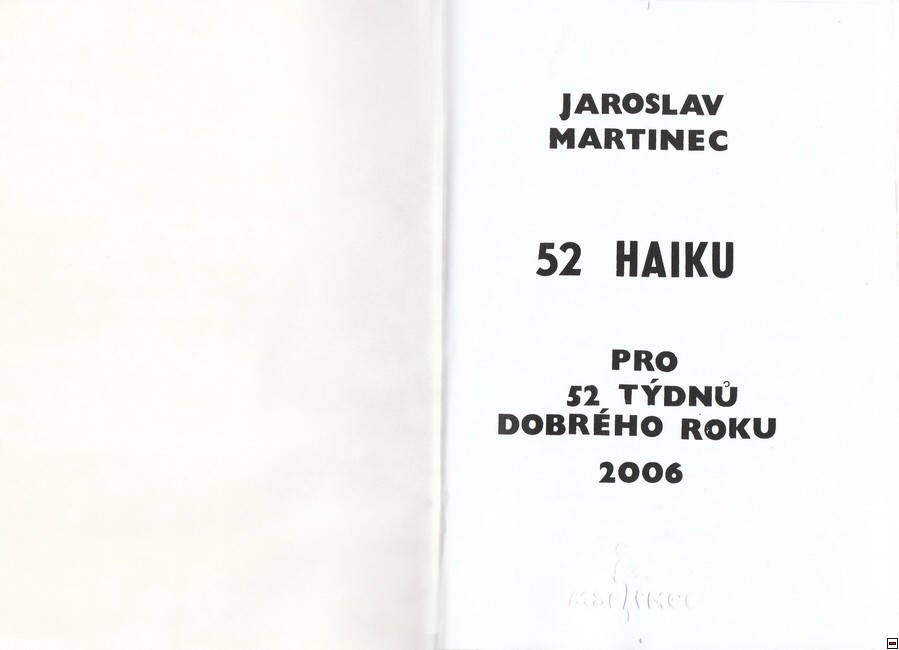 JAROSLAV
MARTINEC
52 HAIKU
PRO
52 TÝDNŮ
DOBRÉHO ROKU
2006